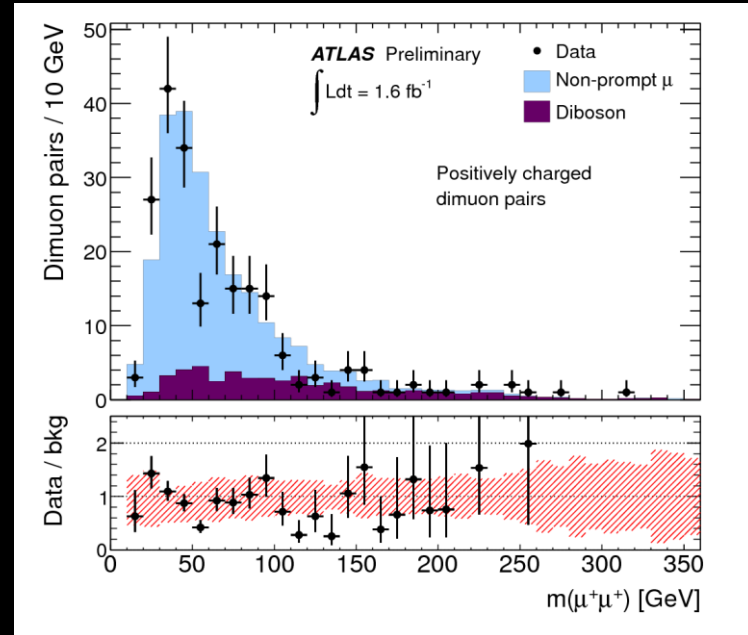 ATLAS Preliminary
∫Ldt = 1.6 fb⁻¹
Data
Non-prompt μ
Diboson
Positively charged
dimuon pairs
Dimuon pairs / 10 GeV
50
40
30
20
10
0
Data / bkg
2
1
0
0 50 100 150 200 250 300 350
m(μ⁺μ⁺) [GeV]